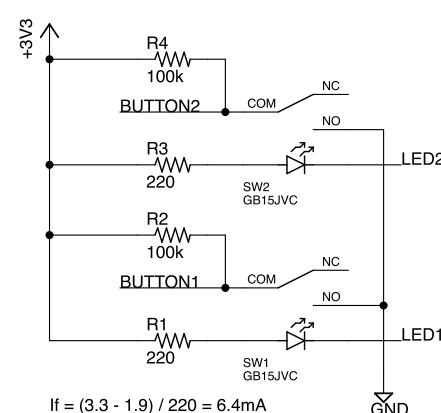 +3V3
R4
100k
NC
BUTTON2
COM
NO
R3
LED2
220
SW2
GB15JVC
R2
100k
NC
BUTTON1
COM
NO
R1
LED1
220
SW1
GB15JVC
If = (3.3 - 1.9) / 220 = 6.4mA
GND